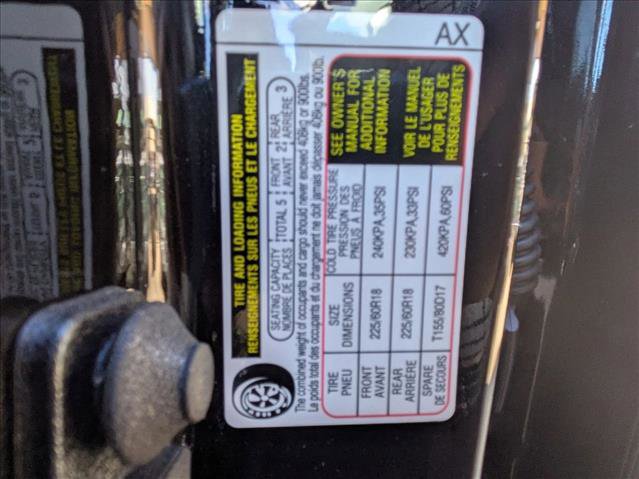 TIRE AND LOADING INFORMATION
RENSEIGNEMENTS SUR LES PNEUS ET LE CHARGEMENT
SEATING CAPACITY TOTAL 5 FRONT 2 REAR 3
NOMBRE DE PLACES AVANT ARRIÈRE
The combined weight of occupants and cargo should never exceed 408kg or 900lb.
Le poids total des occupants et du chargement ne doit jamais dépasser 408kg ou 900lb.
TIRE SIZE COLD TIRE PRESSURE
PNEU DIMENSIONS PRESSION DES PNEUS À FROID
FRONT 225/60R18 240KPA,35PSI
AVANT
REAR 225/60R18 230KPA,33PSI
ARRIÈRE
SPARE T155/80D17 420KPA,60PSI
DE SECOURS
SEE OWNER'S
MANUAL FOR
ADDITIONAL
INFORMATION
VOIR LE MANUEL
DE L'USAGER
POUR PLUS DE
RENSEIGNEMENTS
AX